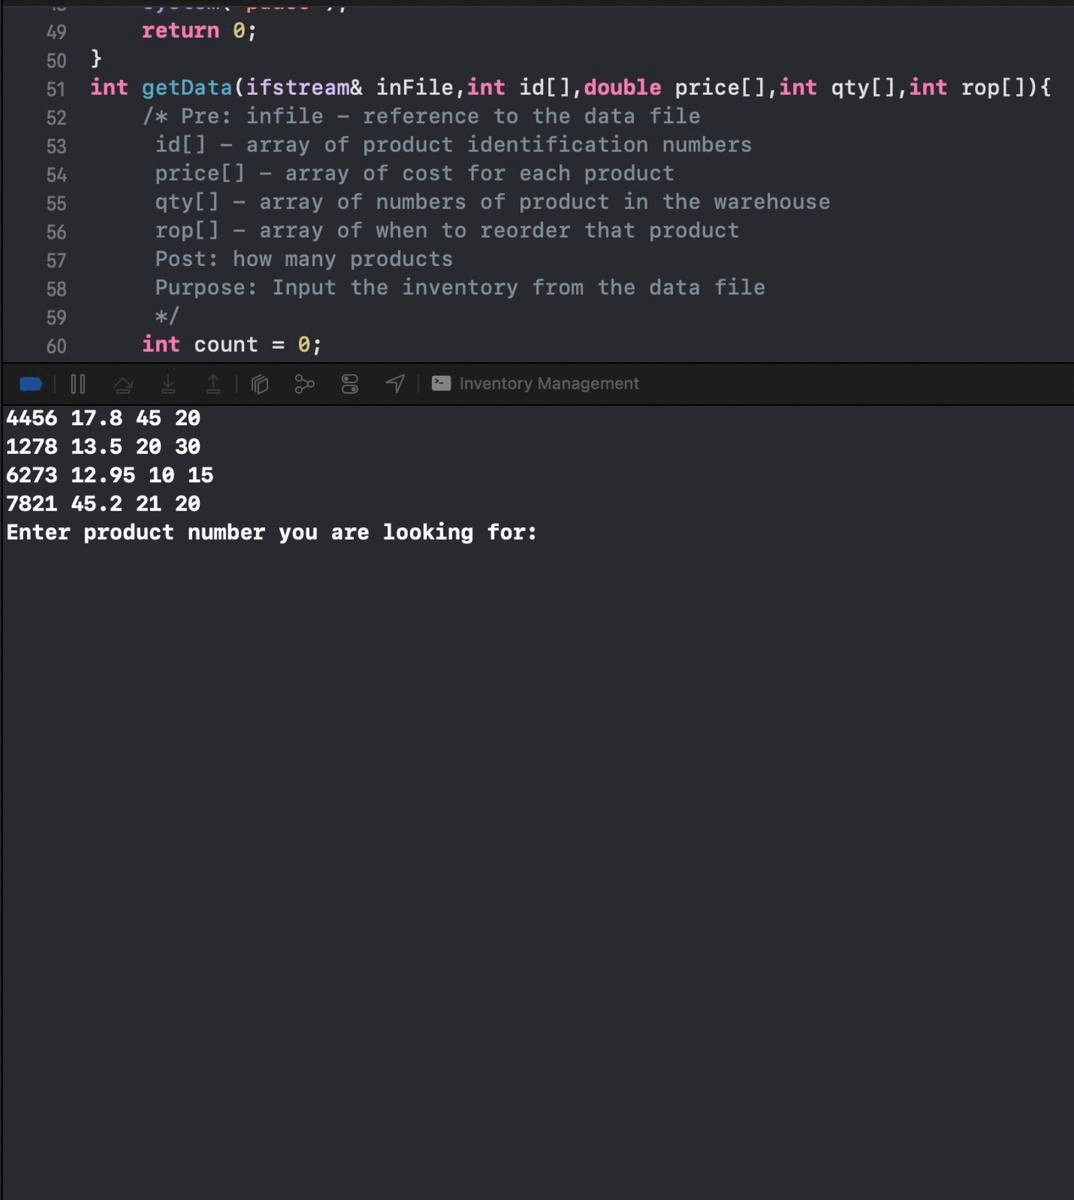 49 return 0;
50 }
51 int getData(ifstream& inFile,int id[],double price[],int qty[],int rop[]){
52 /* Pre: infile – reference to the data file
53 id[] – array of product identification numbers
54 price[] – array of cost for each product
55 qty[] – array of numbers of product in the warehouse
56 rop[] – array of when to reorder that product
57 Post: how many products
58 Purpose: Input the inventory from the data file
59 */
60 int count = 0;
Inventory Management
4456 17.8 45 20
1278 13.5 20 30
6273 12.95 10 15
7821 45.2 21 20
Enter product number you are looking for: